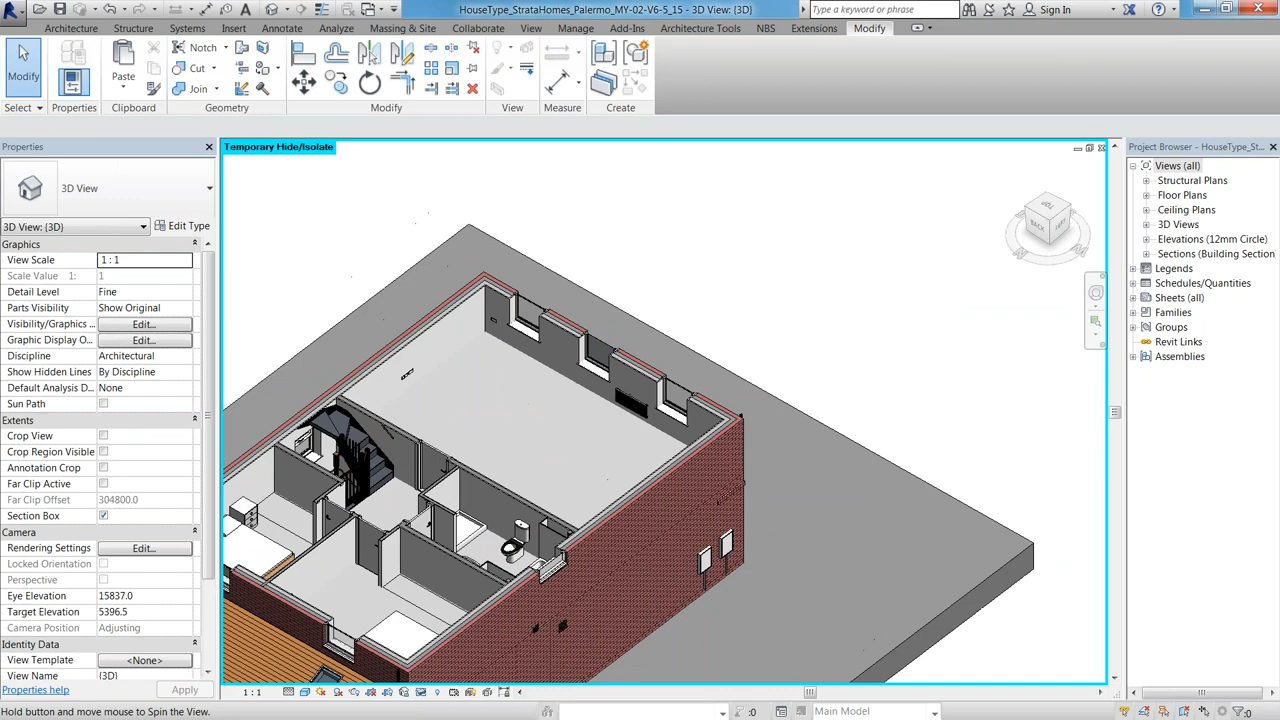 HouseType_StrataHomes_Palermo_MY-02-V6-5_15 - 3D View: {3D}
Type a keyword or phrase
Sign In
Architecture
Structure
Systems
Insert
Annotate
Analyze
Massing & Site
Collaborate
View
Manage
Add-Ins
Architecture Tools
NBS
Extensions
Modify
Modify
Paste
Notch
Cut
Join
Select
Properties
Clipboard
Geometry
Modify
View
Measure
Create
Properties
3D View
3D View: {3D}
Edit Type
Graphics
View Scale
1 : 1
Scale Value 1:
1
Detail Level
Fine
Parts Visibility
Show Original
Visibility/Graphics ...
Edit...
Graphic Display O...
Edit...
Discipline
Architectural
Show Hidden Lines
By Discipline
Default Analysis D...
None
Sun Path
Extents
Crop View
Crop Region Visible
Annotation Crop
Far Clip Active
Far Clip Offset
304800.0
Section Box
Camera
Rendering Settings
Edit...
Locked Orientation
Perspective
Eye Elevation
15837.0
Target Elevation
5396.5
Camera Position
Adjusting
Identity Data
View Template
<None>
View Name
{3D}
Properties help
Apply
Temporary Hide/Isolate
TOP
BACK
LEFT
Project Browser - HouseType_St...
Views (all)
Structural Plans
Floor Plans
Ceiling Plans
3D Views
Elevations (12mm Circle)
Sections (Building Section
Legends
Schedules/Quantities
Sheets (all)
Families
Groups
Revit Links
Assemblies
1 : 1
Hold button and move mouse to Spin the View.
:0
Main Model
:0